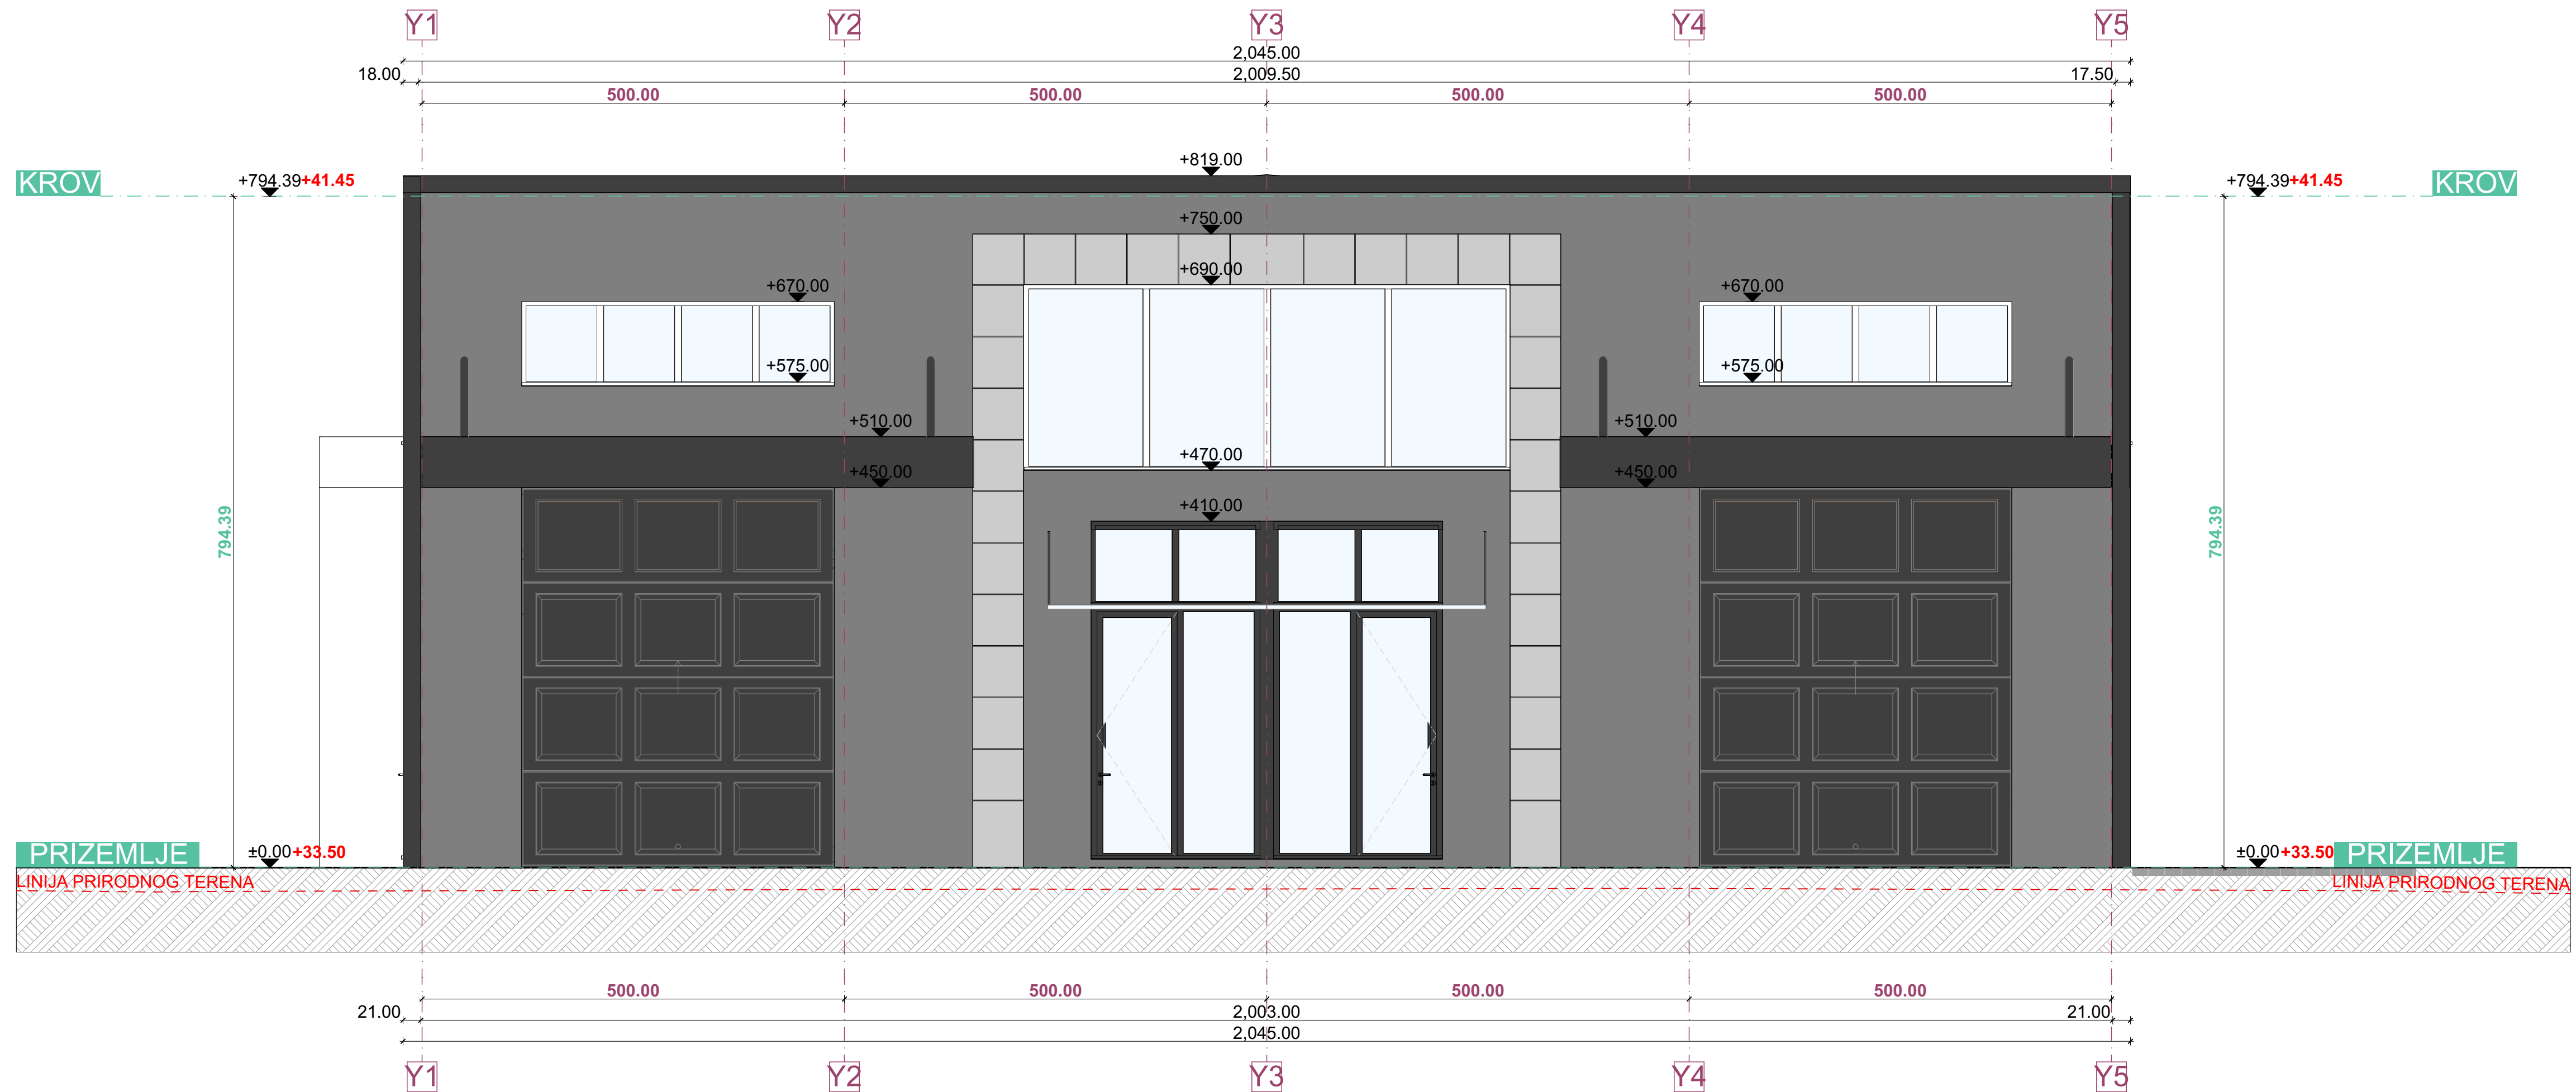 Y1 Y2 Y3 Y4 Y5
2,045.00
18.00 2,009.50 17.50
500.00 500.00 500.00 500.00
+819.00
KROV +794.39 +41.45 +794.39 +41.45 KROV
+750.00
+690.00
+670.00 +670.00
+575.00 +575.00
+510.00 +510.00
+470.00
+450.00 +450.00
+410.00
794.39 794.39
PRIZEMLJE ±0.00 +33.50 ±0.00 +33.50 PRIZEMLJE
LINIJA PRIRODNOG TERENA LINIJA PRIRODNOG TERENA
500.00 500.00 500.00 500.00
21.00 2,003.00 21.00
2,045.00
Y1 Y2 Y3 Y4 Y5